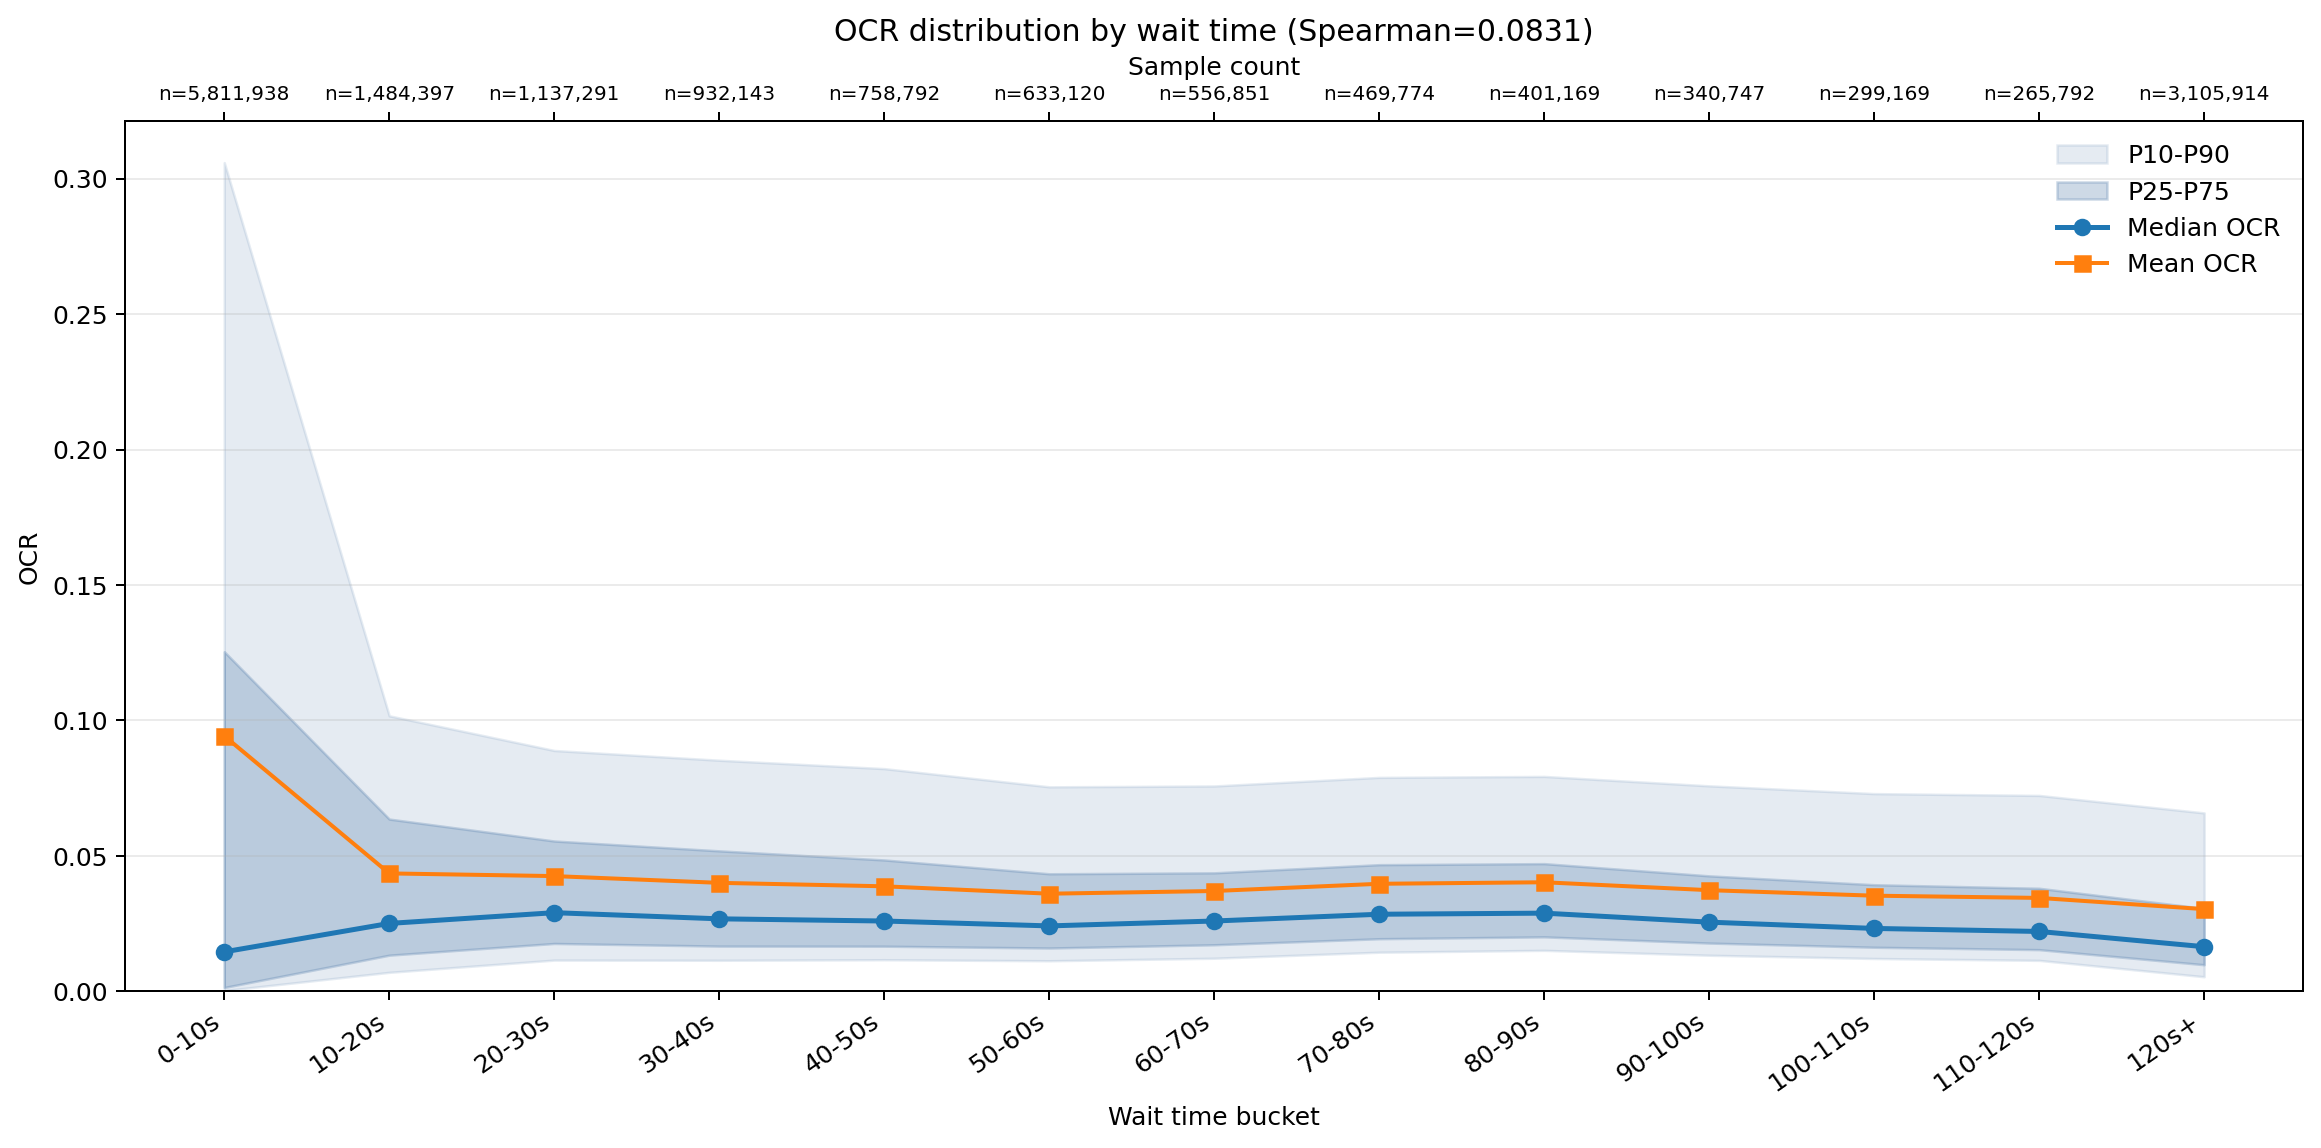 OCR distribution by wait time (Spearman=0.0831)
Sample count
n=5,811,938 n=1,484,397 n=1,137,291 n=932,143 n=758,792 n=633,120 n=556,851 n=469,774 n=401,169 n=340,747 n=299,169 n=265,792 n=3,105,914
P10-P90
P25-P75
Median OCR
Mean OCR
OCR
0.30
0.25
0.20
0.15
0.10
0.05
0.00
0-10s 10-20s 20-30s 30-40s 40-50s 50-60s 60-70s 70-80s 80-90s 90-100s 100-110s 110-120s 120s+
Wait time bucket